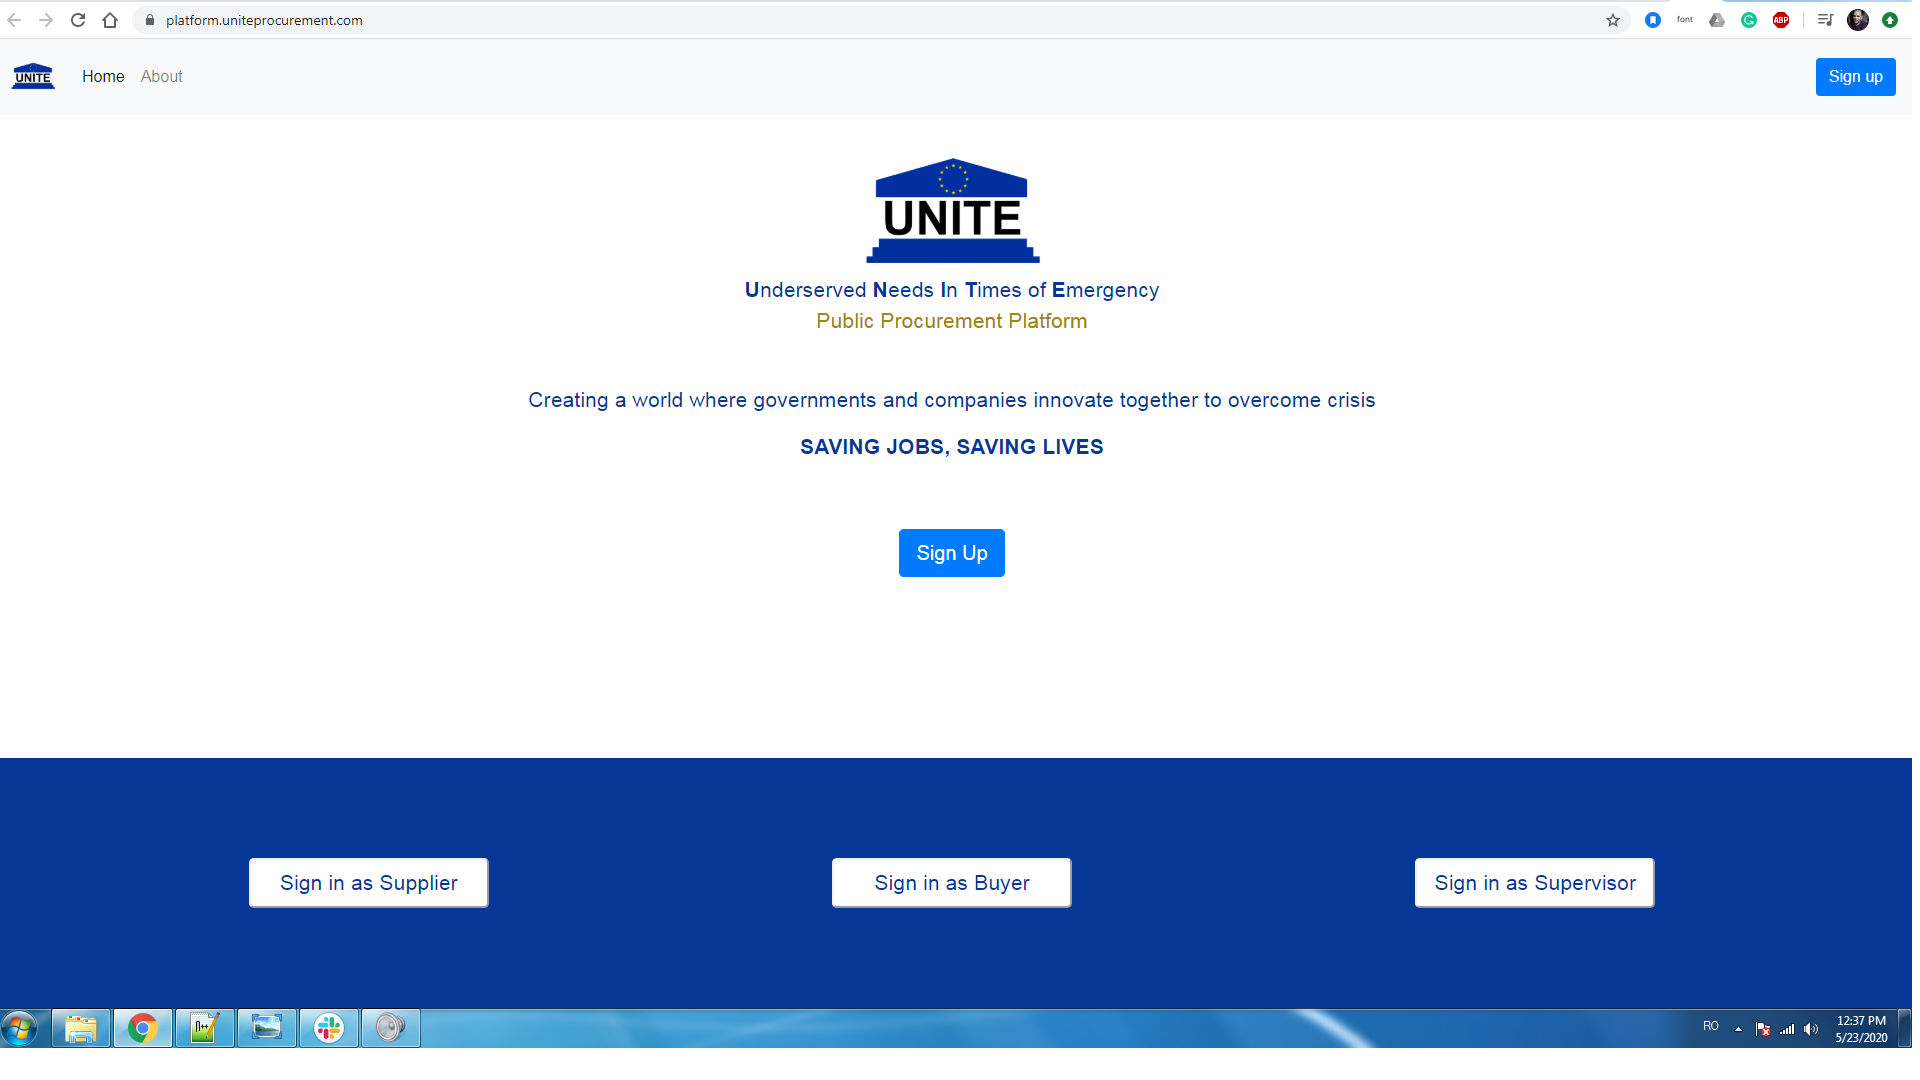 platform.uniteprocurement.com
font
ABP
UNITE
Home
About
Sign up
UNITE
Underserved Needs In Times of Emergency
Public Procurement Platform
Creating a world where governments and companies innovate together to overcome crisis
SAVING JOBS, SAVING LIVES
Sign Up
Sign in as Supplier
Sign in as Buyer
Sign in as Supervisor
RO
12:37 PM
5/23/2020